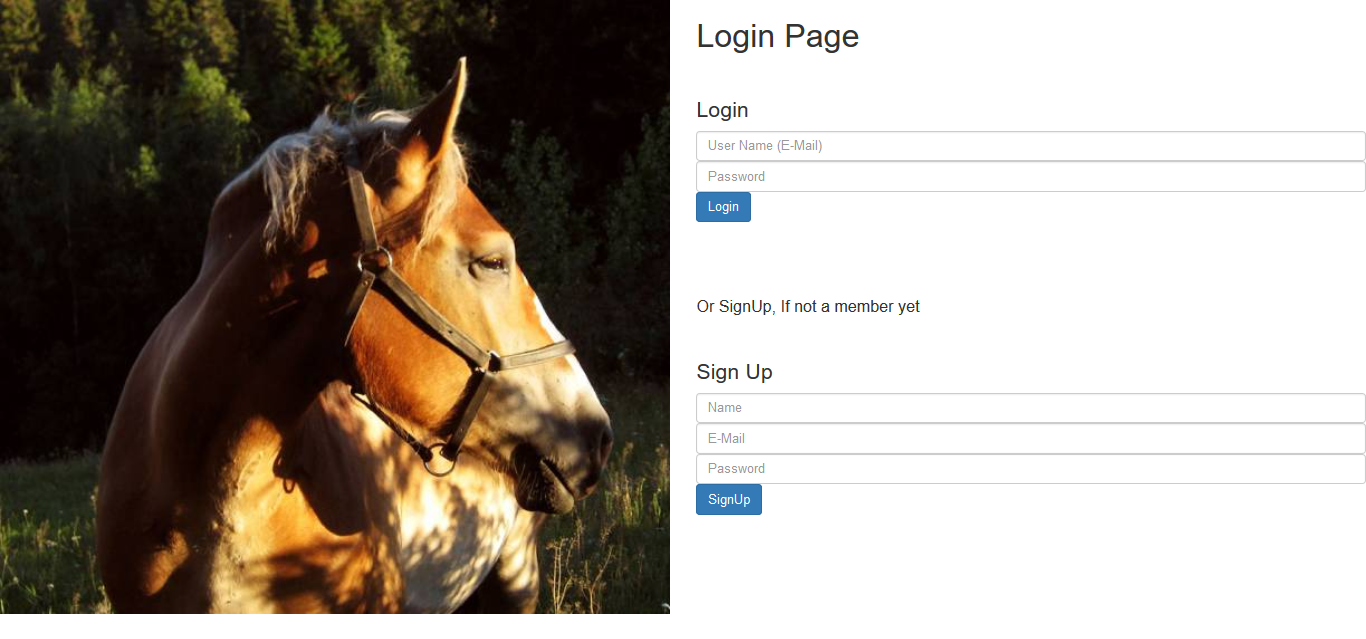 Login Page
Login
User Name (E-Mail)
Password
Login
Or SignUp, If not a member yet
Sign Up
Name
E-Mail
Password
SignUp